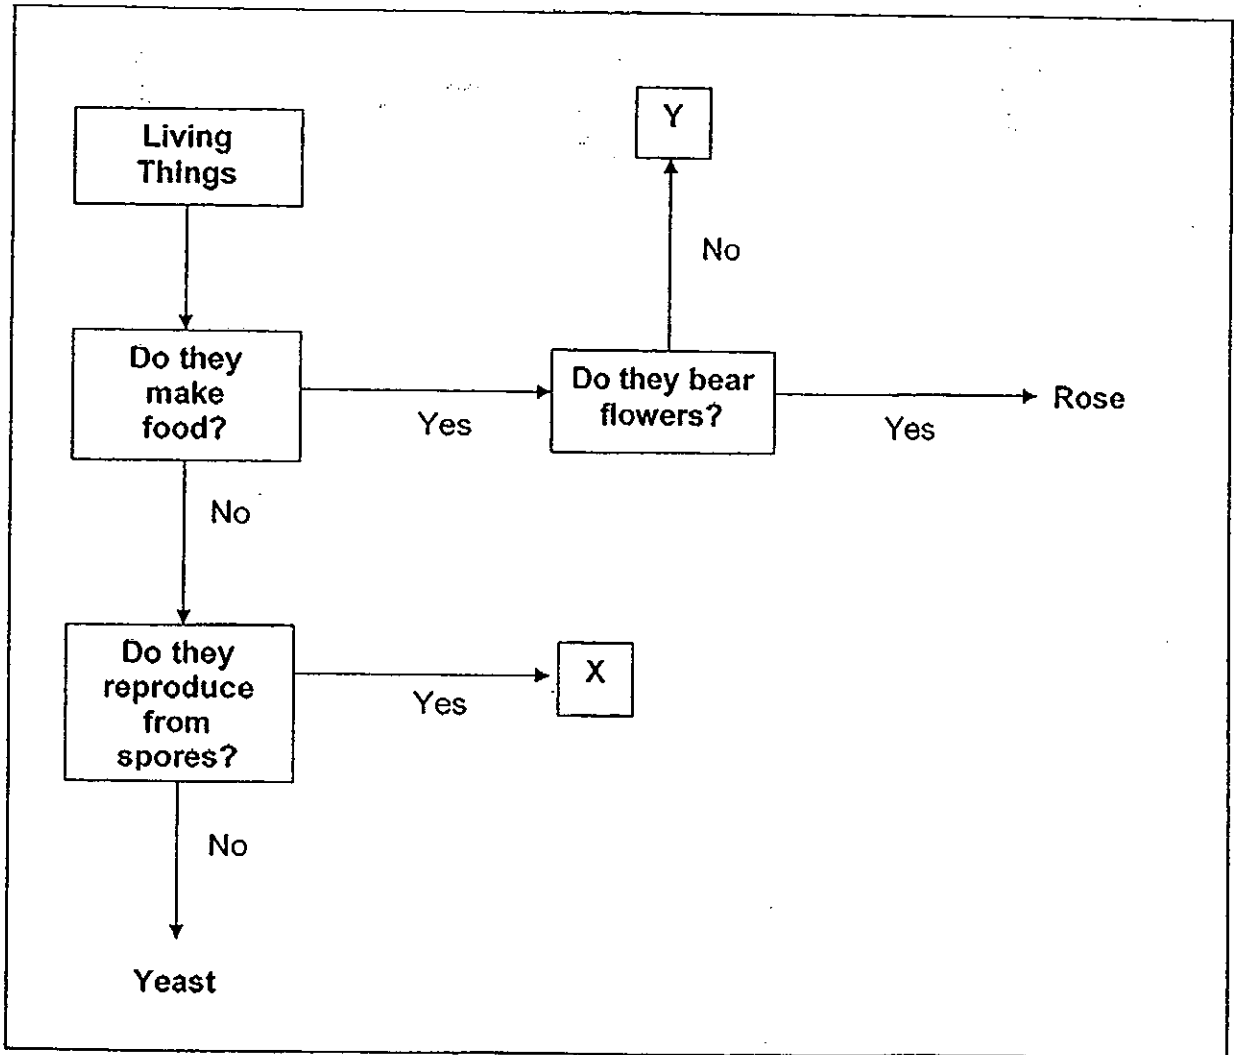 Living
Things
Y
No
Do they
make
food?
Yes
Do they bear
flowers?
Yes
Rose
No
Do they
reproduce
from
spores?
Yes
X
No
Yeast